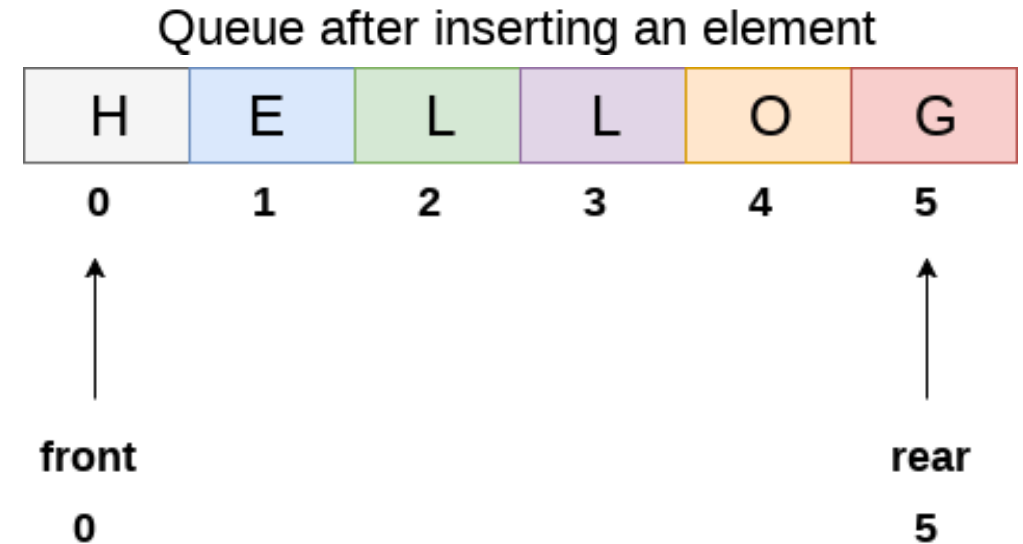 Queue after inserting an element
H E L L O G
0 1 2 3 4 5
front rear
0 5